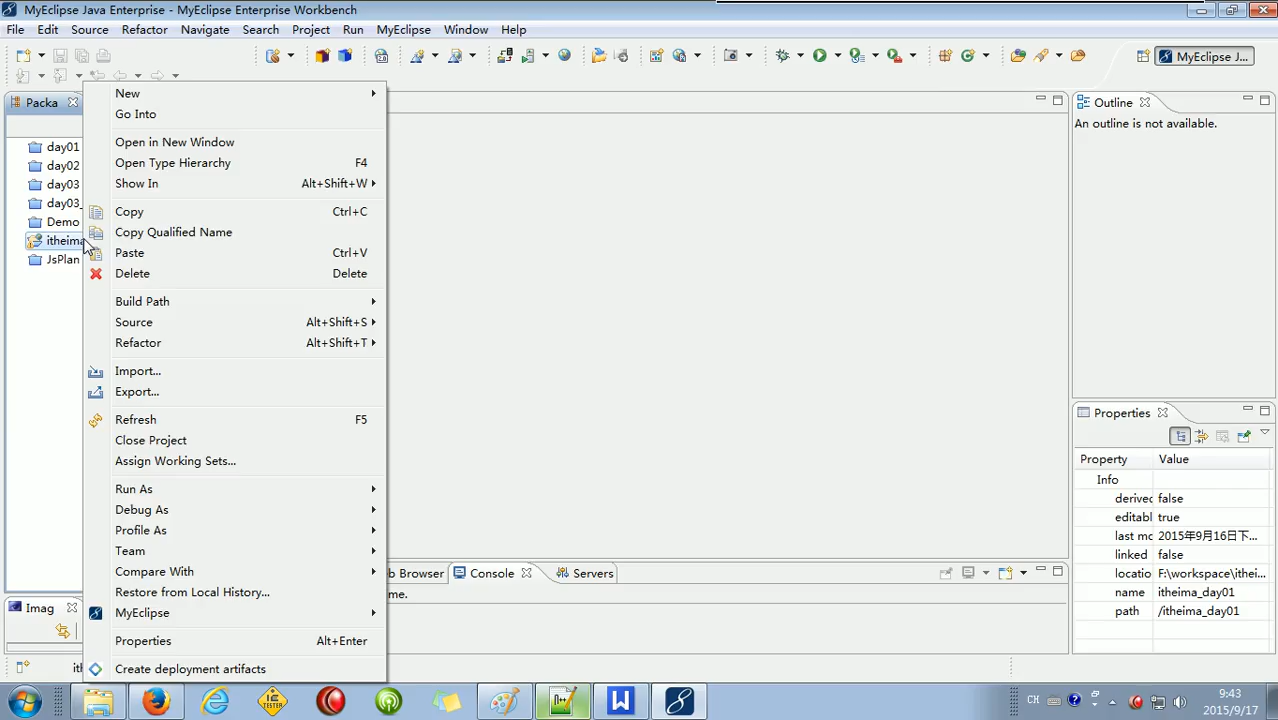 MyEclipse Java Enterprise - MyEclipse Enterprise Workbench
File Edit Source Refactor Navigate Search Project Run MyEclipse Window Help
MyEclipse J...
Packa
day01
day02
day03
day03_
Demo
itheima
JsPlan
New
Go Into
Open in New Window
Open Type Hierarchy F4
Show In Alt+Shift+W
Copy Ctrl+C
Copy Qualified Name
Paste Ctrl+V
Delete Delete
Build Path
Source Alt+Shift+S
Refactor Alt+Shift+T
Import...
Export...
Refresh F5
Close Project
Assign Working Sets...
Run As
Debug As
Profile As
Team
Compare With
Restore from Local History...
MyEclipse
Properties Alt+Enter
Create deployment artifacts
Outline
An outline is not available.
Properties
Property Value
Info
derivec false
editabl true
last mc 2015年9月16日下...
linked false
locatio F:\workspace\ithei...
name itheima_day01
path /itheima_day01
b Browser Console Servers
me.
Imag
ith
TESTER
W
CH
9:43
2015/9/17